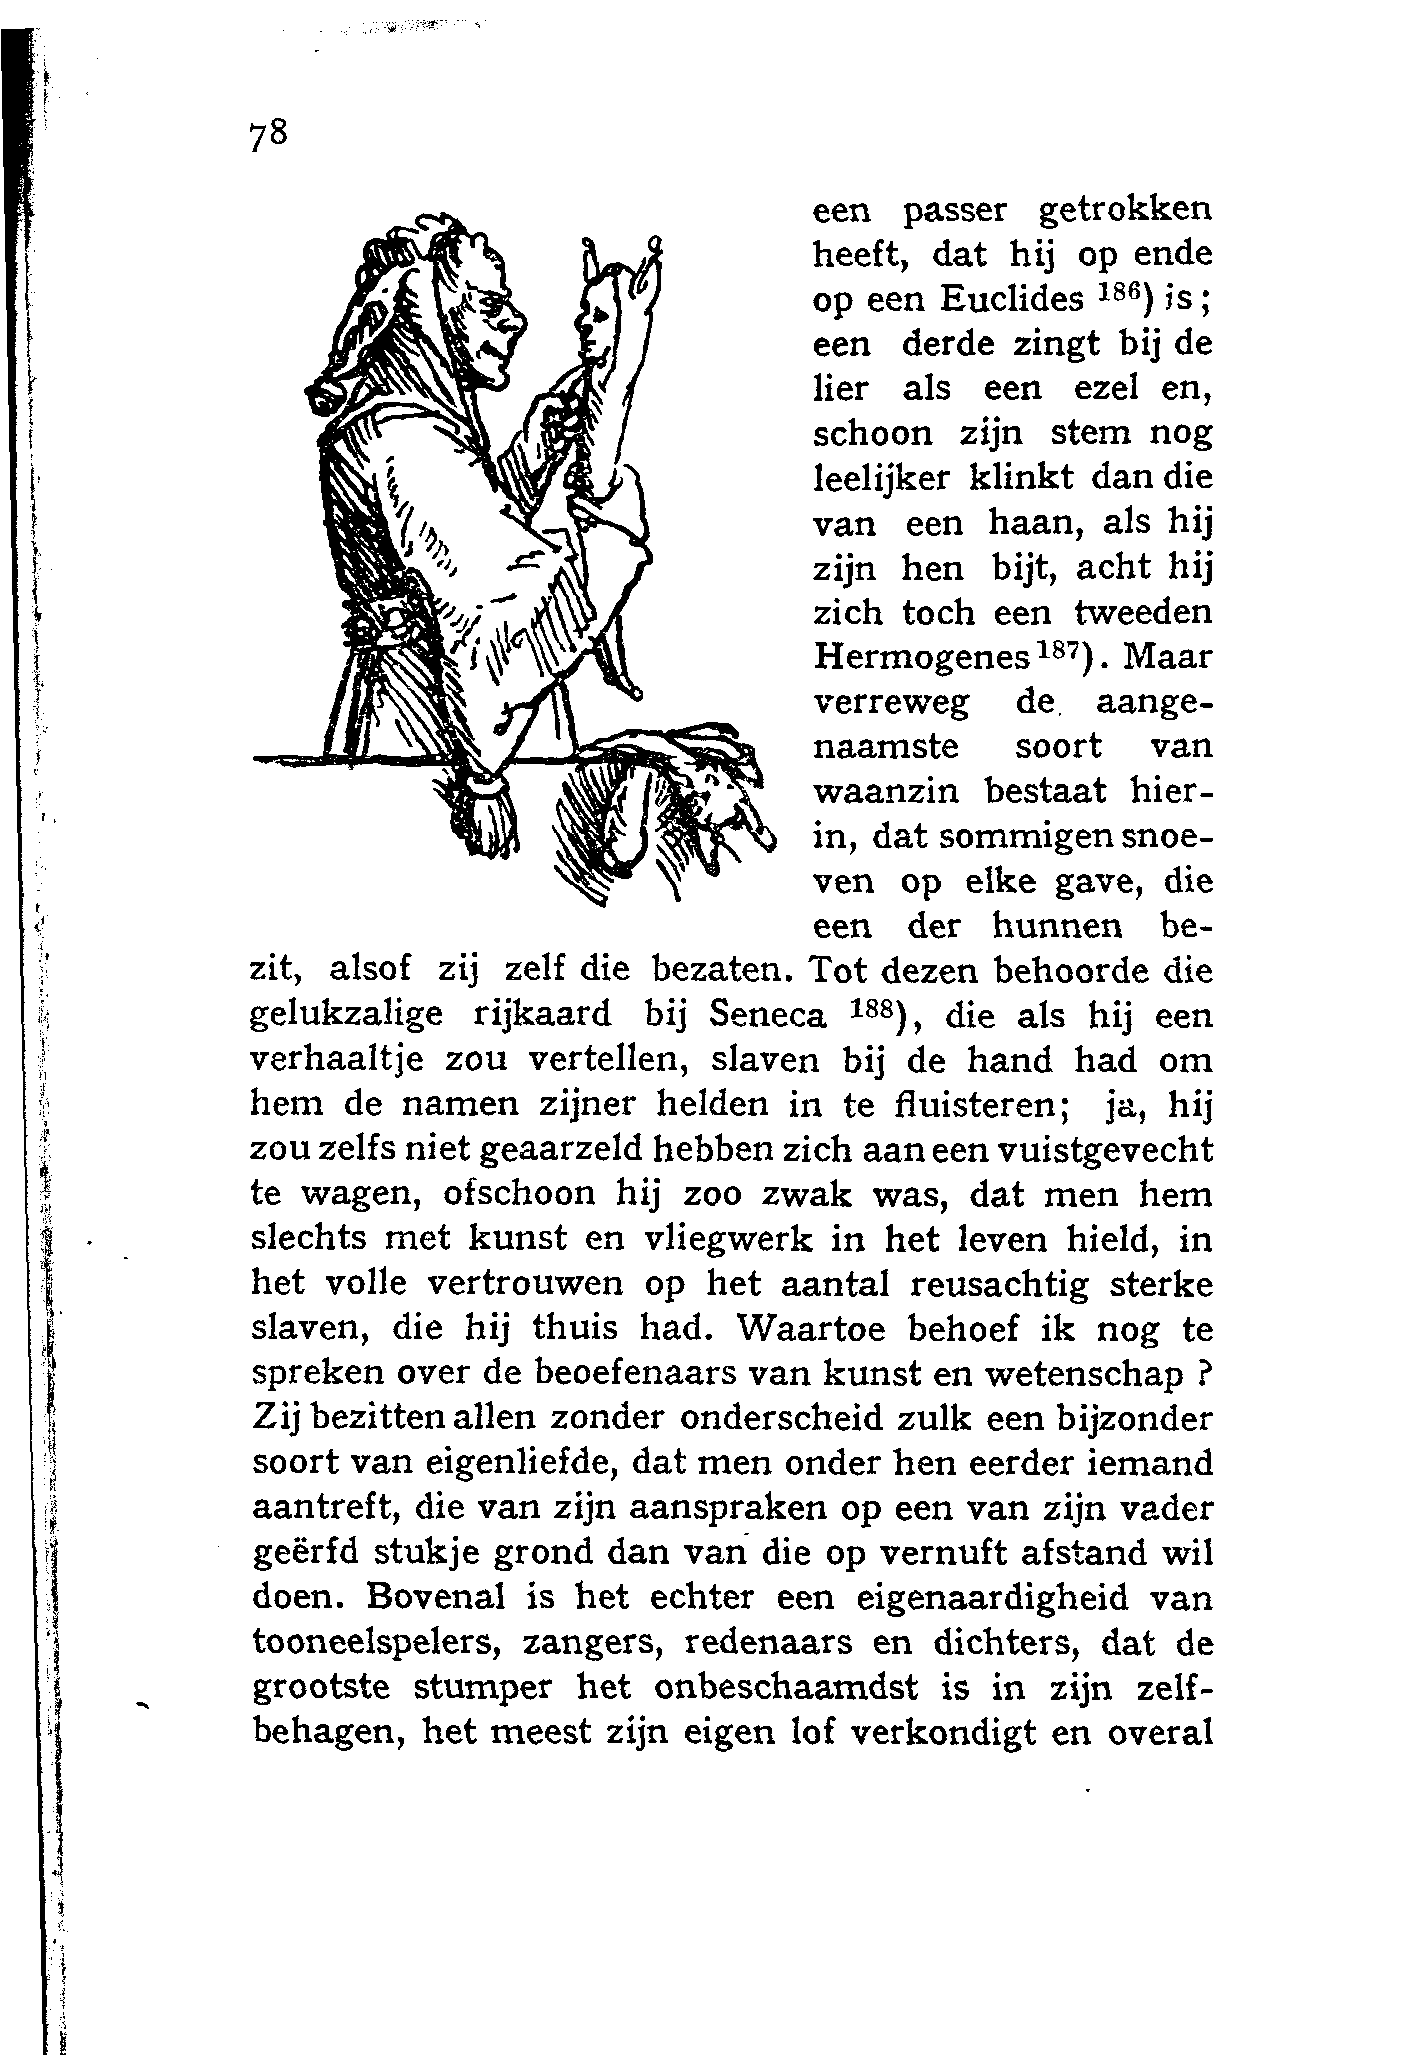 78
een passer getrokken
heeft, dat hij op ende
op een Euclides 186) is;
een derde zingt bij de
lier als een ezel en,
schoon zijn stem nog
leelijker klinkt dan die
van een haan, als hij
zijn hen bijt, acht hij
zich toch een tweeden
Hermogenes 187). Maar
verreweg de aange-
naamste soort van
waanzin bestaat hier-
in, dat sommigen snoe-
ven op elke gave, die
een der hunnen be-
zit, alsof zij zelf die bezaten. Tot dezen behoorde die
gelukzalige rijkaard bij Seneca 188), die als hij een
verhaaltje zou vertellen, slaven bij de hand had om
hem de namen zijner helden in te fluisteren; ja, hij
zou zelfs niet geaarzeld hebben zich aan een vuistgevecht
te wagen, ofschoon hij zoo zwak was, dat men hem
slechts met kunst en vliegwerk in het leven hield, in
het volle vertrouwen op het aantal reusachtig sterke
slaven, die hij thuis had. Waartoe behoef ik nog te
spreken over de beoefenaars van kunst en wetenschap ?
Zij bezitten allen zonder onderscheid zulk een bijzonder
soort van eigenliefde, dat men onder hen eerder iemand
aantreft, die van zijn aanspraken op een van zijn vader
geërfd stukje grond dan van die op vernuft afstand wil
doen. Bovenal is het echter een eigenaardigheid van
tooneelspelers, zangers, redenaars en dichters, dat de
grootste stumper het onbeschaamdst is in zijn zelf-
behagen, het meest zijn eigen lof verkondigt en overal